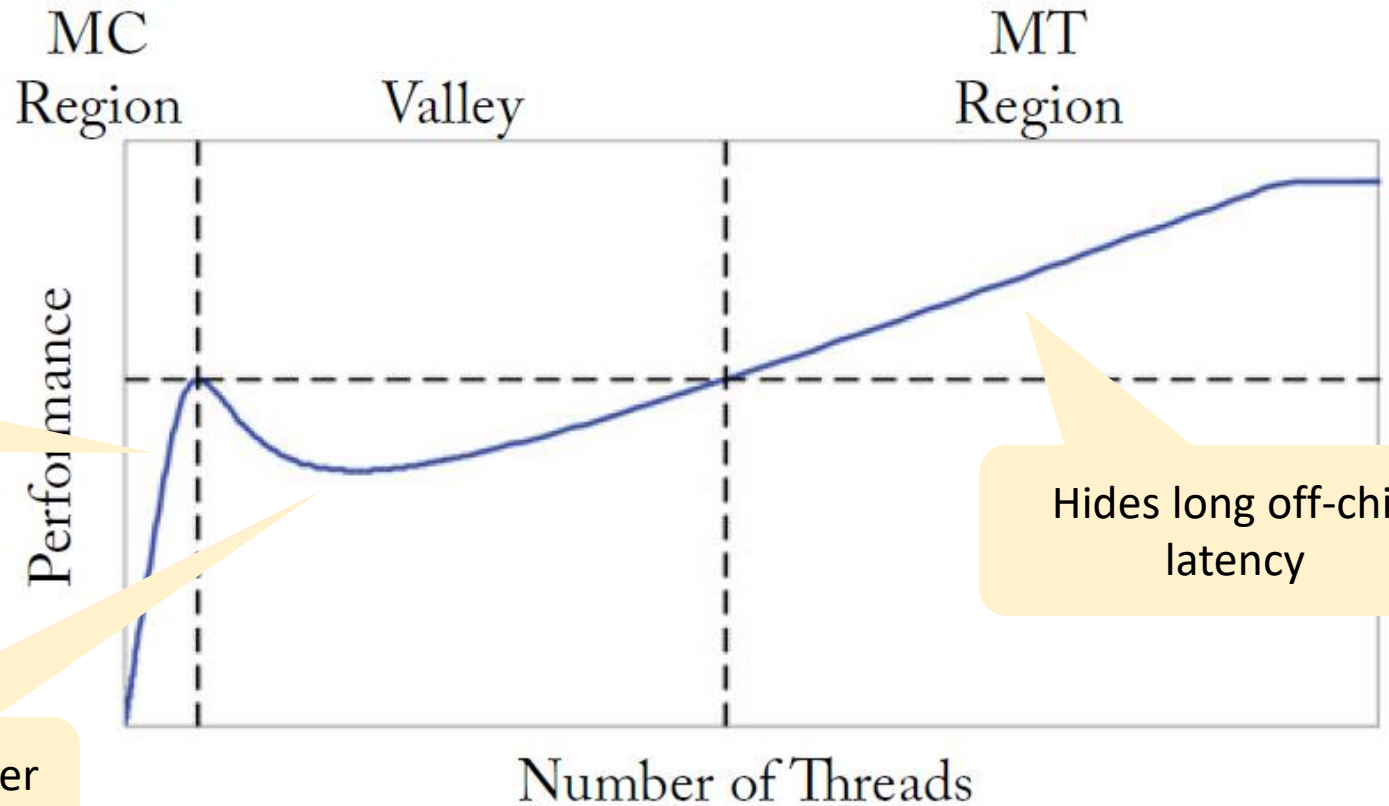 MC
Region
Valley
MT
Region
Performance
Hides long off-chi
latency
er
Number of Threads